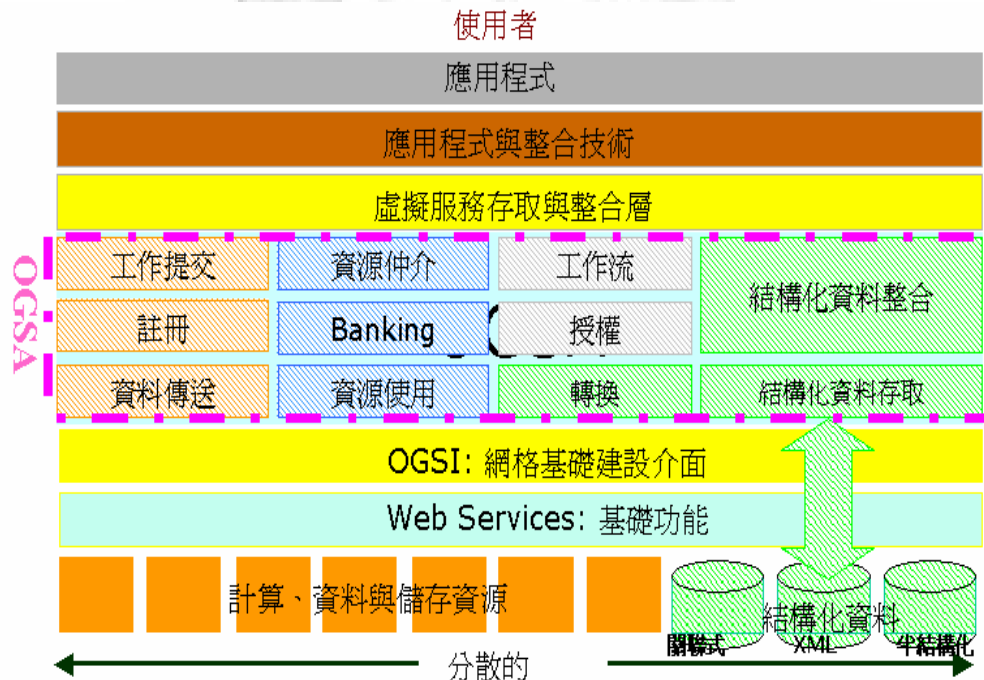 使用者
應用程式
應用程式與整合技術
虛擬服務存取與整合層
OGSA
工作提交
資源仲介
工作流
結構化資料整合
註冊
Banking
授權
資料傳送
資源使用
轉換
結構化資料存取
OGSI: 網格基礎建設介面
Web Services: 基礎功能
計算、資料與儲存資源
結構化資料
關聯式
XML
半結構化
分散的